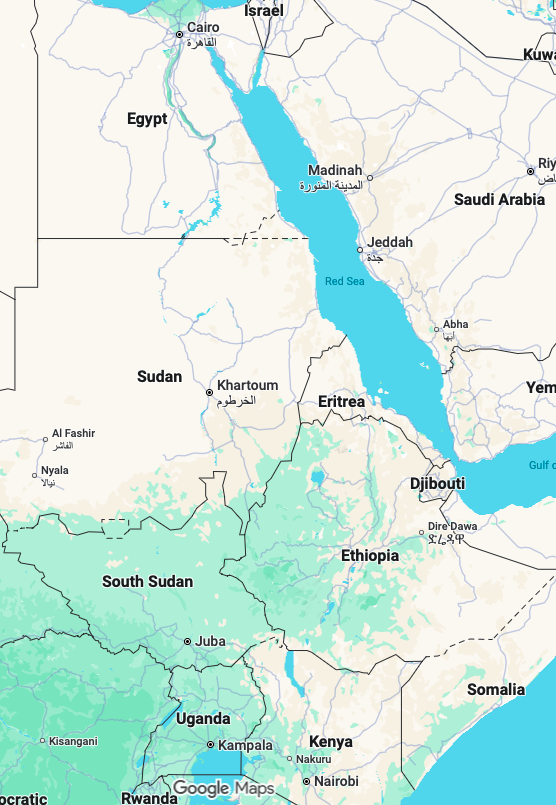 Israel
Cairo
القاهرة
Kuwa
Egypt
Madinah
المدينة المنورة
Riy
اض
Saudi Arabia
Jeddah
جدة
Red Sea
Abha
أبها
Sudan
Khartoum
الخرطوم
Yem
Eritrea
Al Fashir
الفاشر
Nyala
نيالا
Gulf o
Djibouti
Dire Dawa
ድሬዳዋ
Ethiopia
South Sudan
Juba
Somalia
Uganda
Kisangani
Kampala
Kenya
Nakuru
Nairobi
Google Maps
ocratic
Rwanda